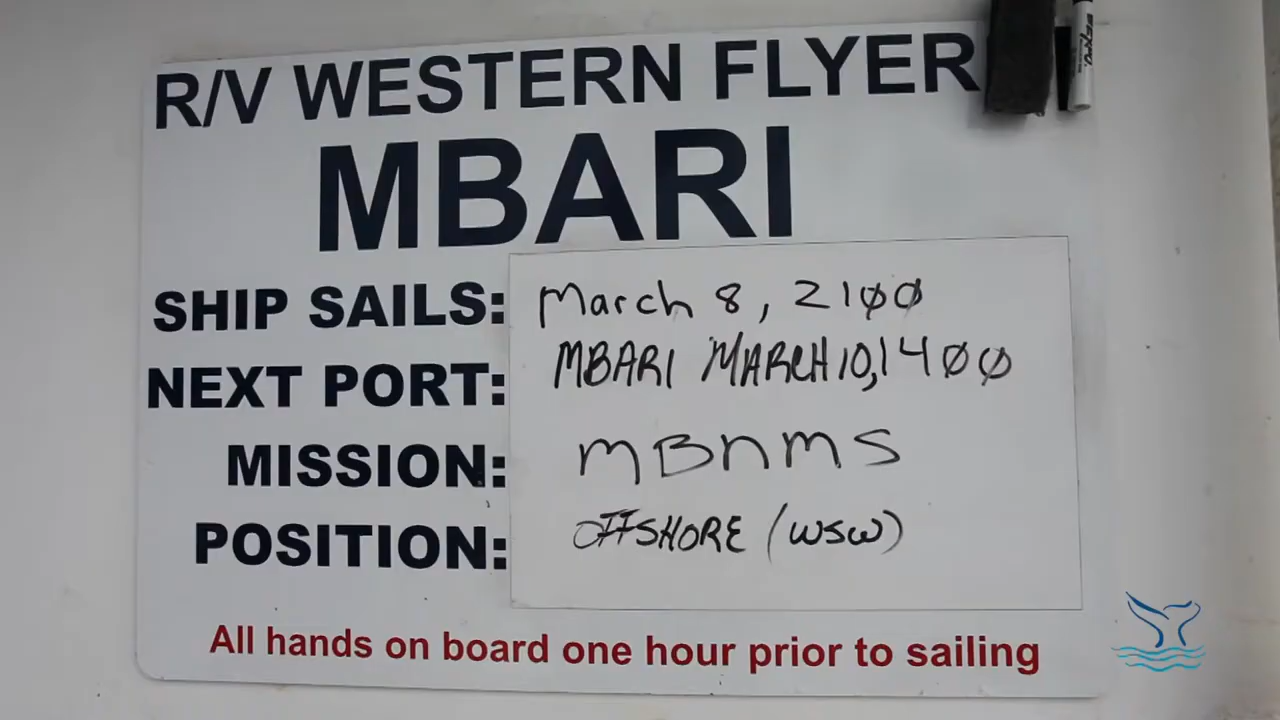 R/V WESTERN FLYER
MBARI
SHIP SAILS: March 8, 2100
NEXT PORT: MBARI MARCH 10, 1400
MISSION: MBnMS
POSITION: OFFSHORE (WSW)
All hands on board one hour prior to sailing